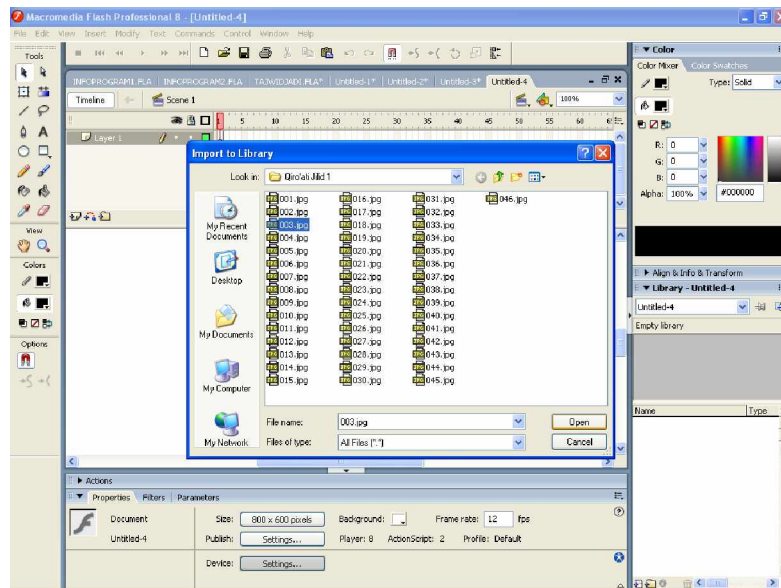 Macromedia Flash Professional 8 - [Untitled-4]
File Edit View Insert Modify Text Commands Control Window Help
Tools
View
Colors
Options
INFOPROGRAM1.FLA INFOPROGRAM2.FLA TAJWIDJADI.FLA* Untitled-1* Untitled-2* Untitled-3* Untitled-4
Timeline Scene 1 100%
5 10 15 20 25 30 35 40 45 50 55 60
Layer 1
Import to Library
Look in: Qiro'ati Jilid 1
My Recent Documents
Desktop
My Documents
My Computer
My Network
001.jpg 016.jpg 031.jpg 046.jpg
002.jpg 017.jpg 032.jpg
003.jpg 018.jpg 033.jpg
004.jpg 019.jpg 034.jpg
005.jpg 020.jpg 035.jpg
006.jpg 021.jpg 036.jpg
007.jpg 022.jpg 037.jpg
008.jpg 023.jpg 038.jpg
009.jpg 024.jpg 039.jpg
010.jpg 025.jpg 040.jpg
011.jpg 026.jpg 041.jpg
012.jpg 027.jpg 042.jpg
013.jpg 028.jpg 043.jpg
014.jpg 029.jpg 044.jpg
015.jpg 030.jpg 045.jpg
File name: 003.jpg Open
Files of type: All Files (*.*) Cancel
Color
Color Mixer Color Swatches
Type: Solid
R: 0
G: 0
B: 0
Alpha: 100% #000000
Align & Info & Transform
Library - Untitled-4
Untitled-4
Empty library
Name Type
Actions
Properties Filters Parameters
Document Size: 800 x 600 pixels Background: Frame rate: 12 fps
Untitled-4 Publish: Settings... Player: 8 ActionScript: 2 Profile: Default
Device: Settings...